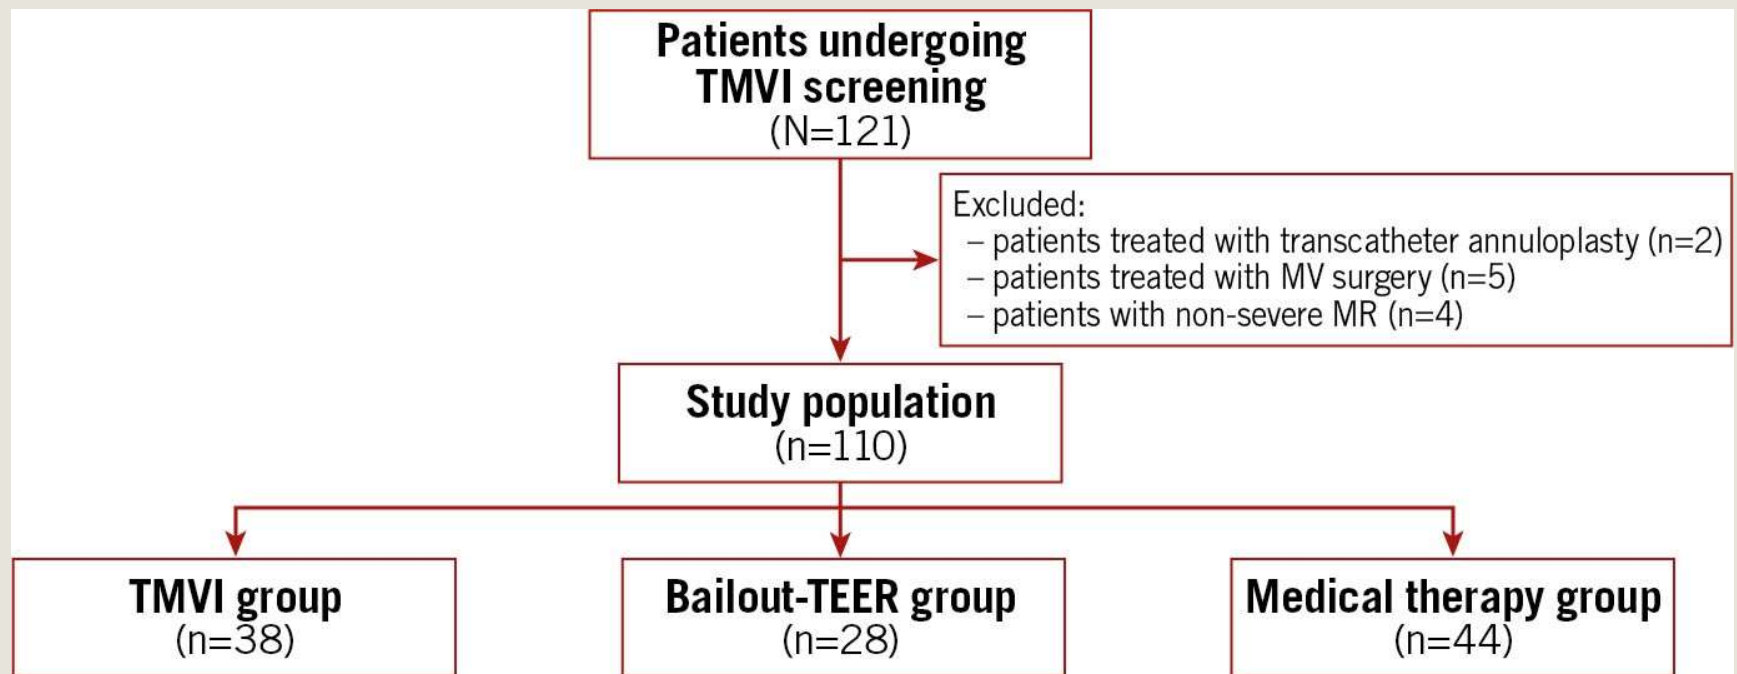 Patients undergoing
TMVI screening
(N=121)
Excluded:
– patients treated with transcatheter annuloplasty (n=2)
– patients treated with MV surgery (n=5)
– patients with non-severe MR (n=4)
Study population
(n=110)
TMVI group
(n=38)
Bailout-TEER group
(n=28)
Medical therapy group
(n=44)